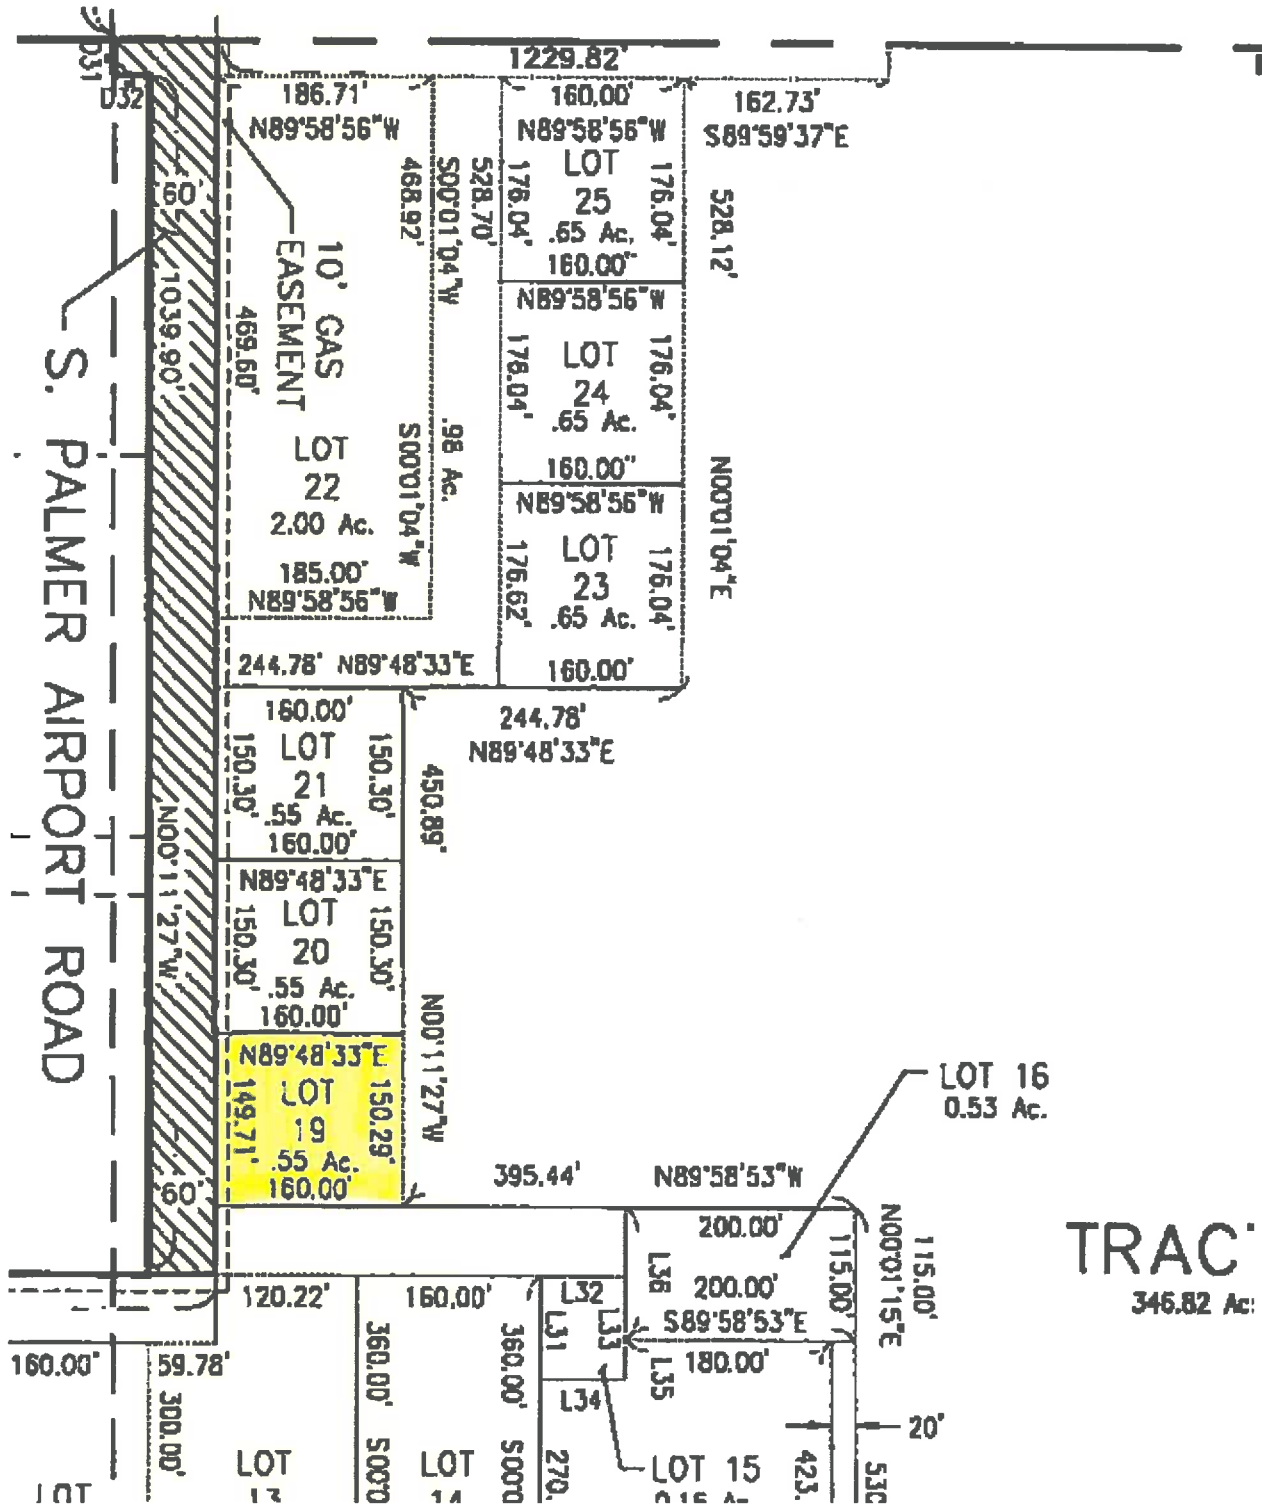 1229.82'
D31
D32
186.71'
N89°58'56"W
160.00'
N89°58'56"W
162.73'
S89°59'37"E
60'
1039.90'
N00°11'27"W
60'
S. PALMER AIRPORT ROAD
10' GAS
EASEMENT
469.60'
468.92'
S00°01'04"W
LOT
22
2.00 Ac.
185.00'
N89°58'56"W
S00°01'04"W
528.70'
.98 Ac.
LOT
25
.65 Ac.
176.04'
176.04'
160.00"
N89°58'56"W
LOT
24
.65 Ac.
176.04'
176.04'
160.00"
N89°58'56"W
LOT
23
.65 Ac.
176.62'
176.04'
160.00'
528.12'
N00°01'04"E
244.78' N89°48'33"E
244.78'
N89°48'33"E
160.00'
LOT
21
.55 Ac.
150.30'
150.30'
160.00'
N89°48'33"E
450.89'
N00°11'27"W
LOT
20
.55 Ac.
150.30'
150.30'
160.00'
N89°48'33"E
LOT
19
.55 Ac.
149.71'
150.29'
160.00'
LOT 16
0.53 Ac.
395.44'
N89°58'53"W
200.00'
L36
115.00'
N00°01'15"E
115.00'
200.00'
S89°58'53"E
180.00'
TRAC
346.82 Ac
120.22'
160.00'
L32
L31
L33
L34
L35
160.00'
59.78'
300.00'
360.00' S00°0
360.00' S00°0
270.
20'
423.
530
LOT
LOT
13
LOT
14
LOT 15